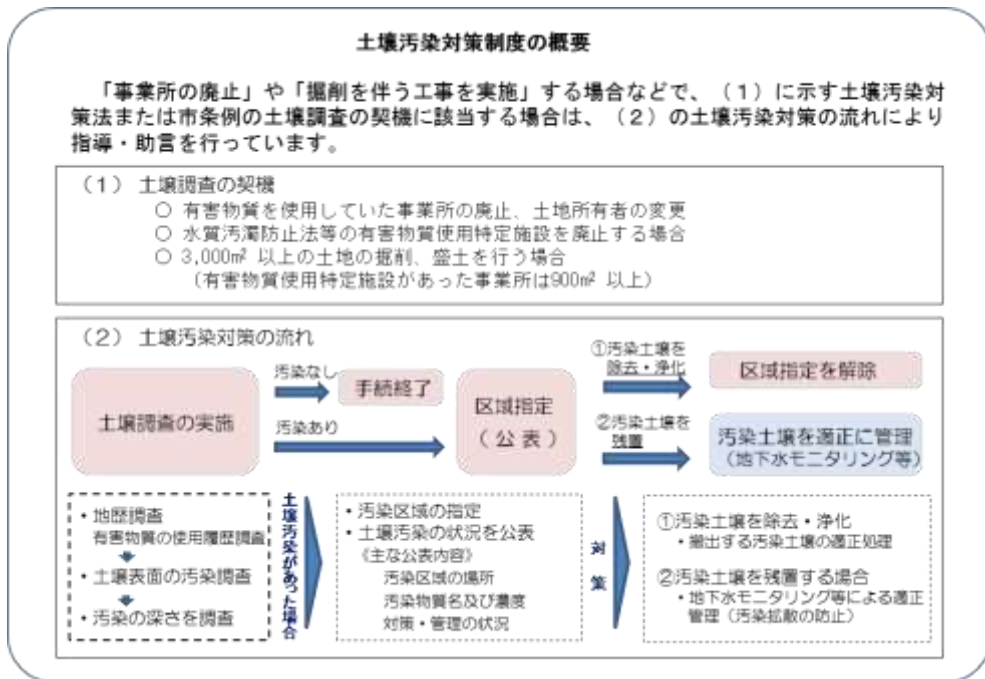 土壌汚染対策制度の概要
「事業所の廃止」や「掘削を伴う工事を実施」する場合などで、（１）に示す土壌汚染対
策法または市条例の土壌調査の契機に該当する場合は、（２）の土壌汚染対策の流れにより
指導・助言を行っています。
（１） 土壌調査の契機
○ 有害物質を使用していた事業所の廃止、土地所有者の変更
○ 水質汚濁防止法等の有害物質使用特定施設を廃止する場合
○ 3,000㎡ 以上の土地の掘削、盛土を行う場合
（有害物質使用特定施設があった事業所は900㎡ 以上）
（２） 土壌汚染対策の流れ
土壌調査の実施
汚染なし
手続終了
汚染あり
区域指定
（公表）
①汚染土壌を
除去・浄化
区域指定を解除
②汚染土壌を
残置
汚染土壌を適正に管理
（地下水モニタリング等）
・地歴調査
有害物質の使用履歴調査
・土壌表面の汚染調査
・汚染の深さを調査
土壌汚染があった場合
・汚染区域の指定
・土壌汚染の状況を公表
《主な公表内容》
汚染区域の場所
汚染物質名及び濃度
対策・管理の状況
対策
①汚染土壌を除去・浄化
・搬出する汚染土壌の適正処理
②汚染土壌を残置する場合
・地下水モニタリング等による適正
管理（汚染拡散の防止）